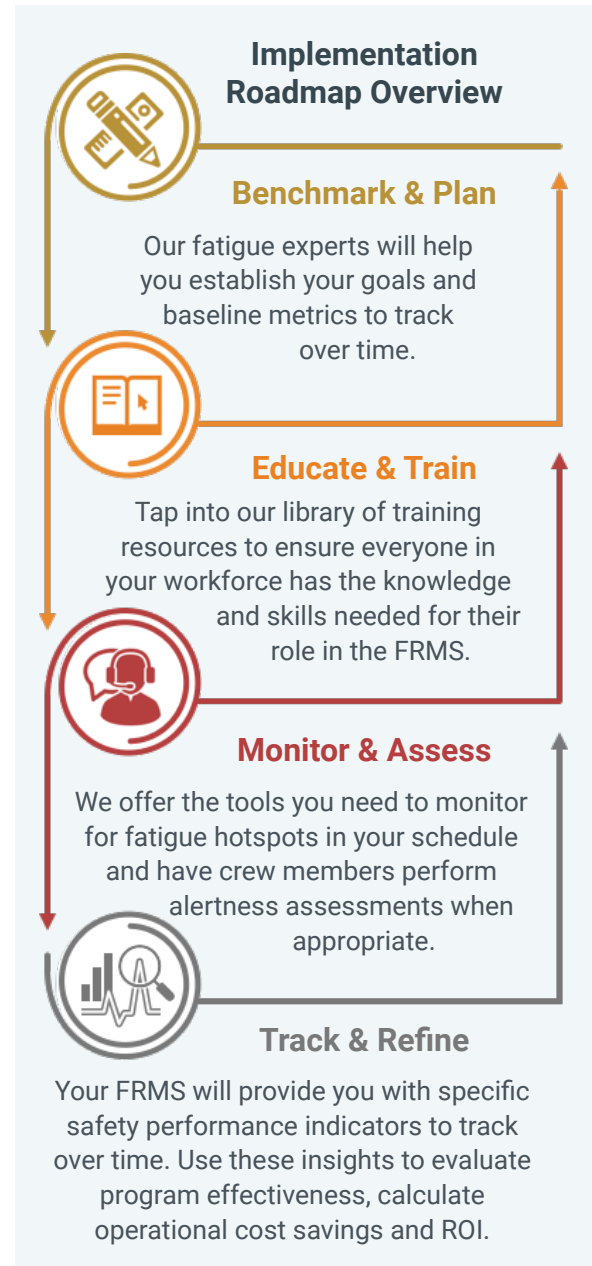 Implementation
Roadmap Overview
Benchmark & Plan
Our fatigue experts will help
you establish your goals and
baseline metrics to track
over time.
Educate & Train
Tap into our library of training
resources to ensure everyone in
your workforce has the knowledge
and skills needed for their
role in the FRMS.
Monitor & Assess
We offer the tools you need to monitor
for fatigue hotspots in your schedule
and have crew members perform
alertness assessments when
appropriate.
Track & Refine
Your FRMS will provide you with specific
safety performance indicators to track
over time. Use these insights to evaluate
program effectiveness, calculate
operational cost savings and ROI.